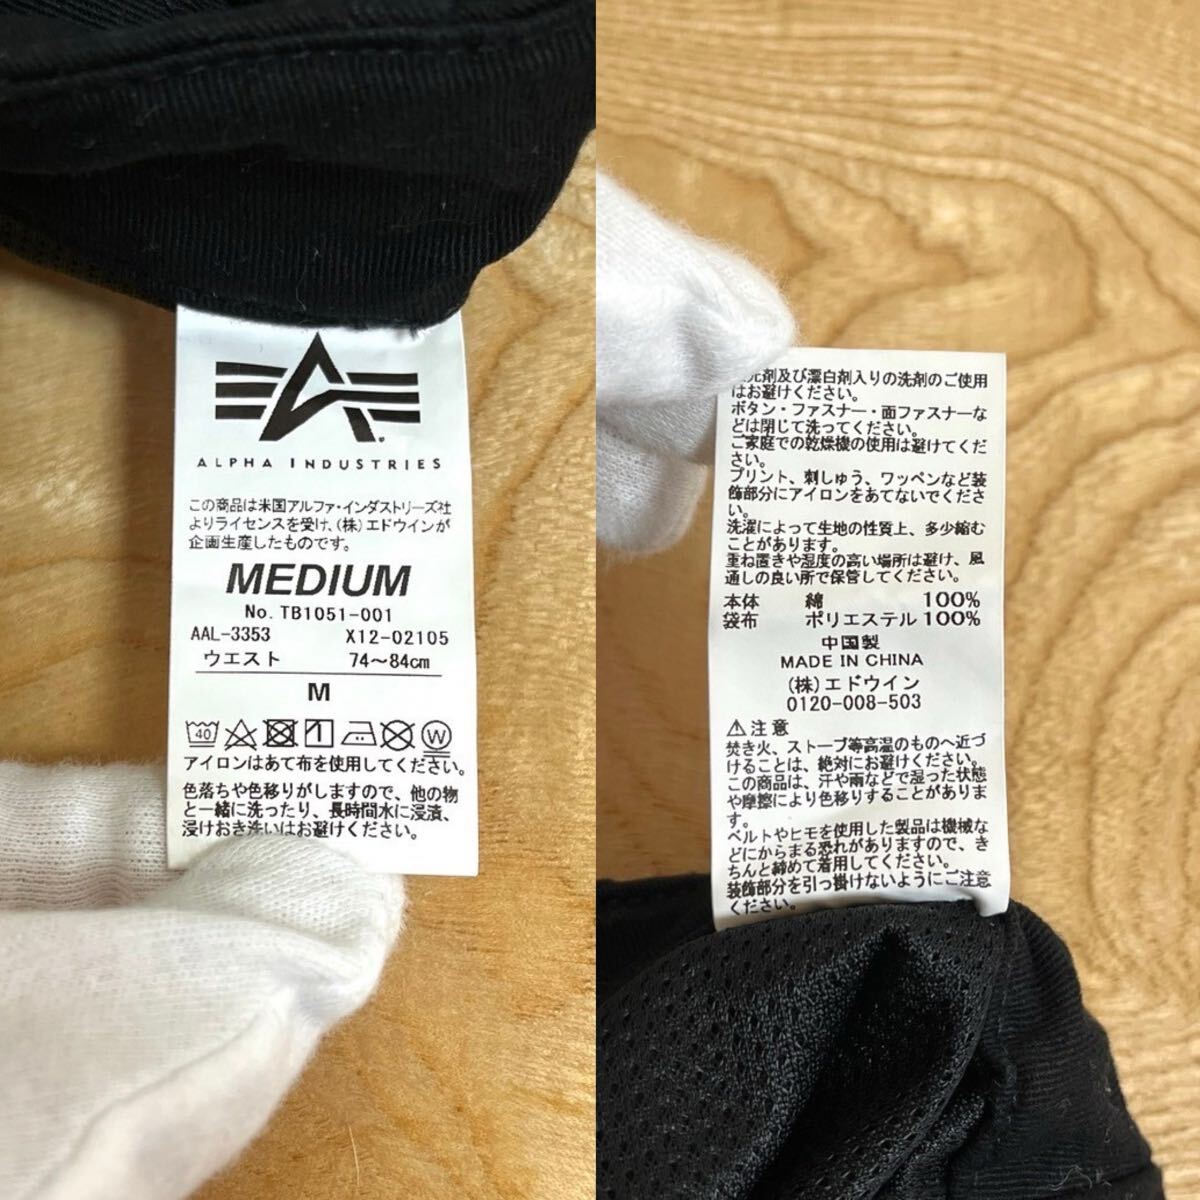 ALPHA INDUSTRIES
この商品は米国アルファ・インダストリーズ社
よりライセンスを受け、(株)エドウインが
企画生産したものです。
MEDIUM
No. TB1051-001
AAL-3353 X12-02105
ウエスト 74〜84cm
M
40 1 W
アイロンはあて布を使用してください。
色落ちや色移りがしますので、他の物
と一緒に洗ったり、長時間水に浸漬、
浸けおき洗いはお避けください。
洗剤及び漂白剤入りの洗剤のご使用
はお避けください。
ボタン・ファスナー・面ファスナーな
どは閉じて洗ってください。
ご家庭での乾燥機の使用は避けてくだ
さい。
プリント、刺しゅう、ワッペンなど装
飾部分にアイロンをあてないでくださ
い。
洗濯によって生地の性質上、多少縮む
ことがあります。
重ね置きや湿度の高い場所は避け、風
通しの良い所で保管してください。
本体 綿 100%
袋布 ポリエステル 100%
中国製
MADE IN CHINA
(株)エドウイン
0120-008-503
⚠注意
焚き火、ストーブ等高温のものへ近づ
けることは、絶対にお避けください。
この商品は、汗や雨などで湿った状態
や摩擦により色移りすることがありま
す。
ベルトやヒモを使用した製品は機械な
どにからまる恐れがありますので、き
ちんと締めて着用してください。
装飾部分を引っ掛けないようにご注意
ください。